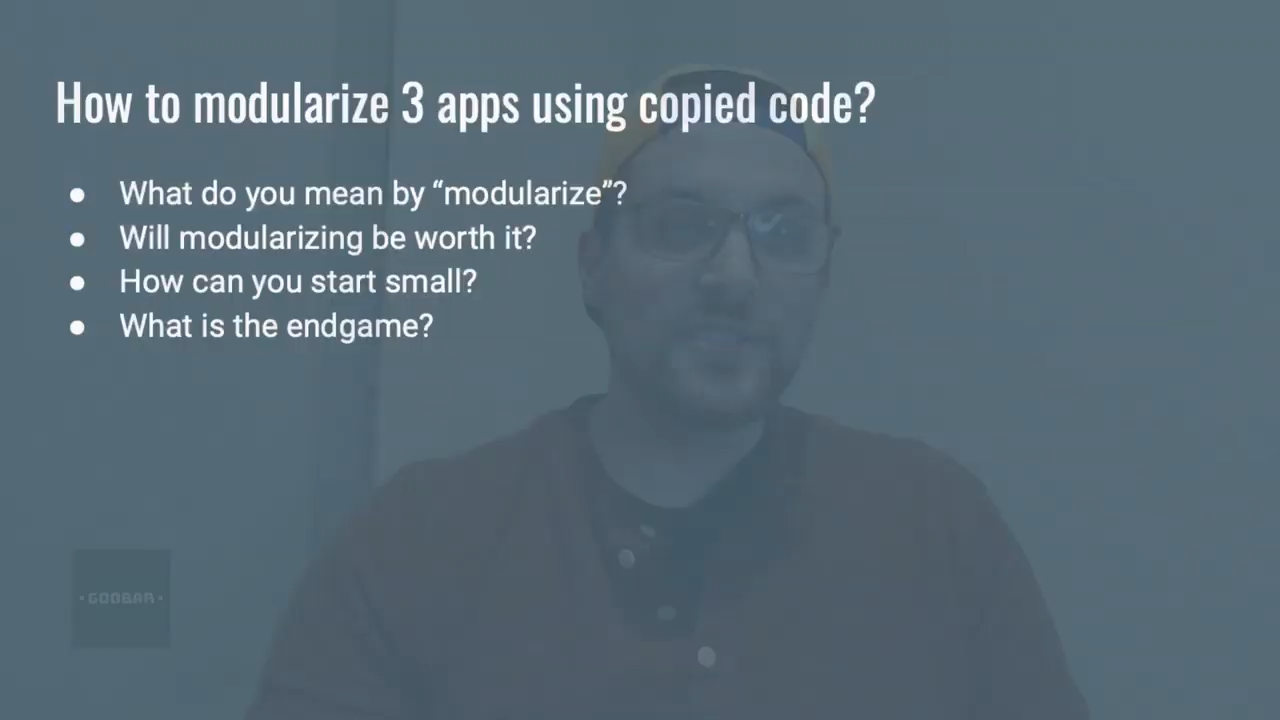 How to modularize 3 apps using copied code?
● What do you mean by “modularize”?
● Will modularizing be worth it?
● How can you start small?
● What is the endgame?
·GOOBAR·